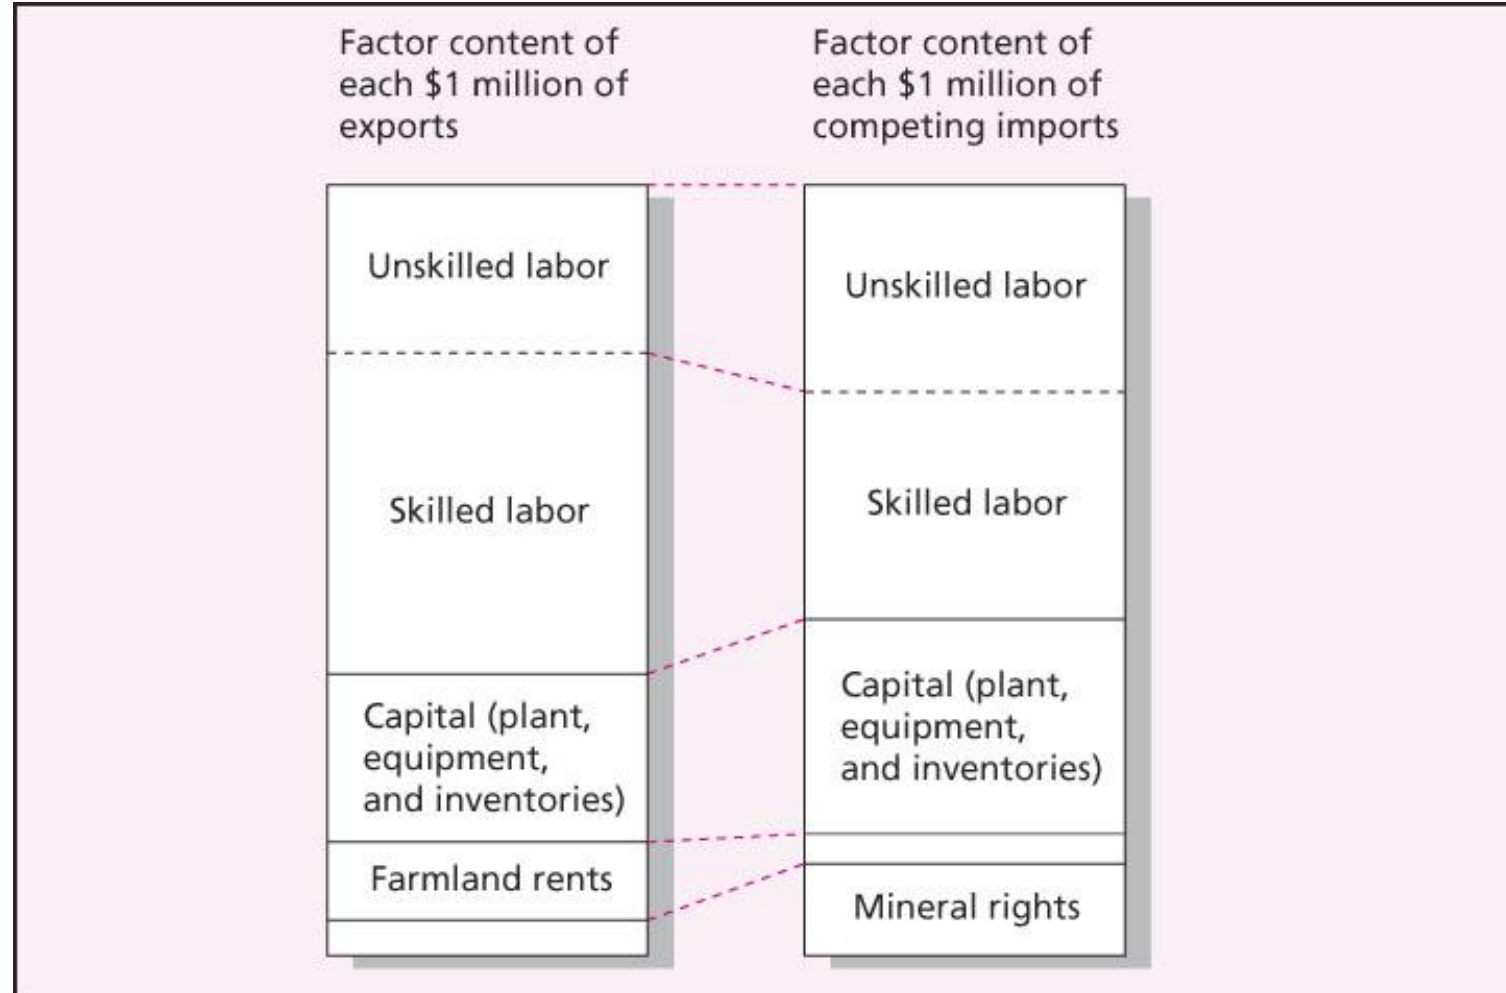 Factor content of
each $1 million of
exports
Factor content of
each $1 million of
competing imports
Unskilled labor
Skilled labor
Capital (plant,
equipment,
and inventories)
Farmland rents
Unskilled labor
Skilled labor
Capital (plant,
equipment,
and inventories)
Mineral rights